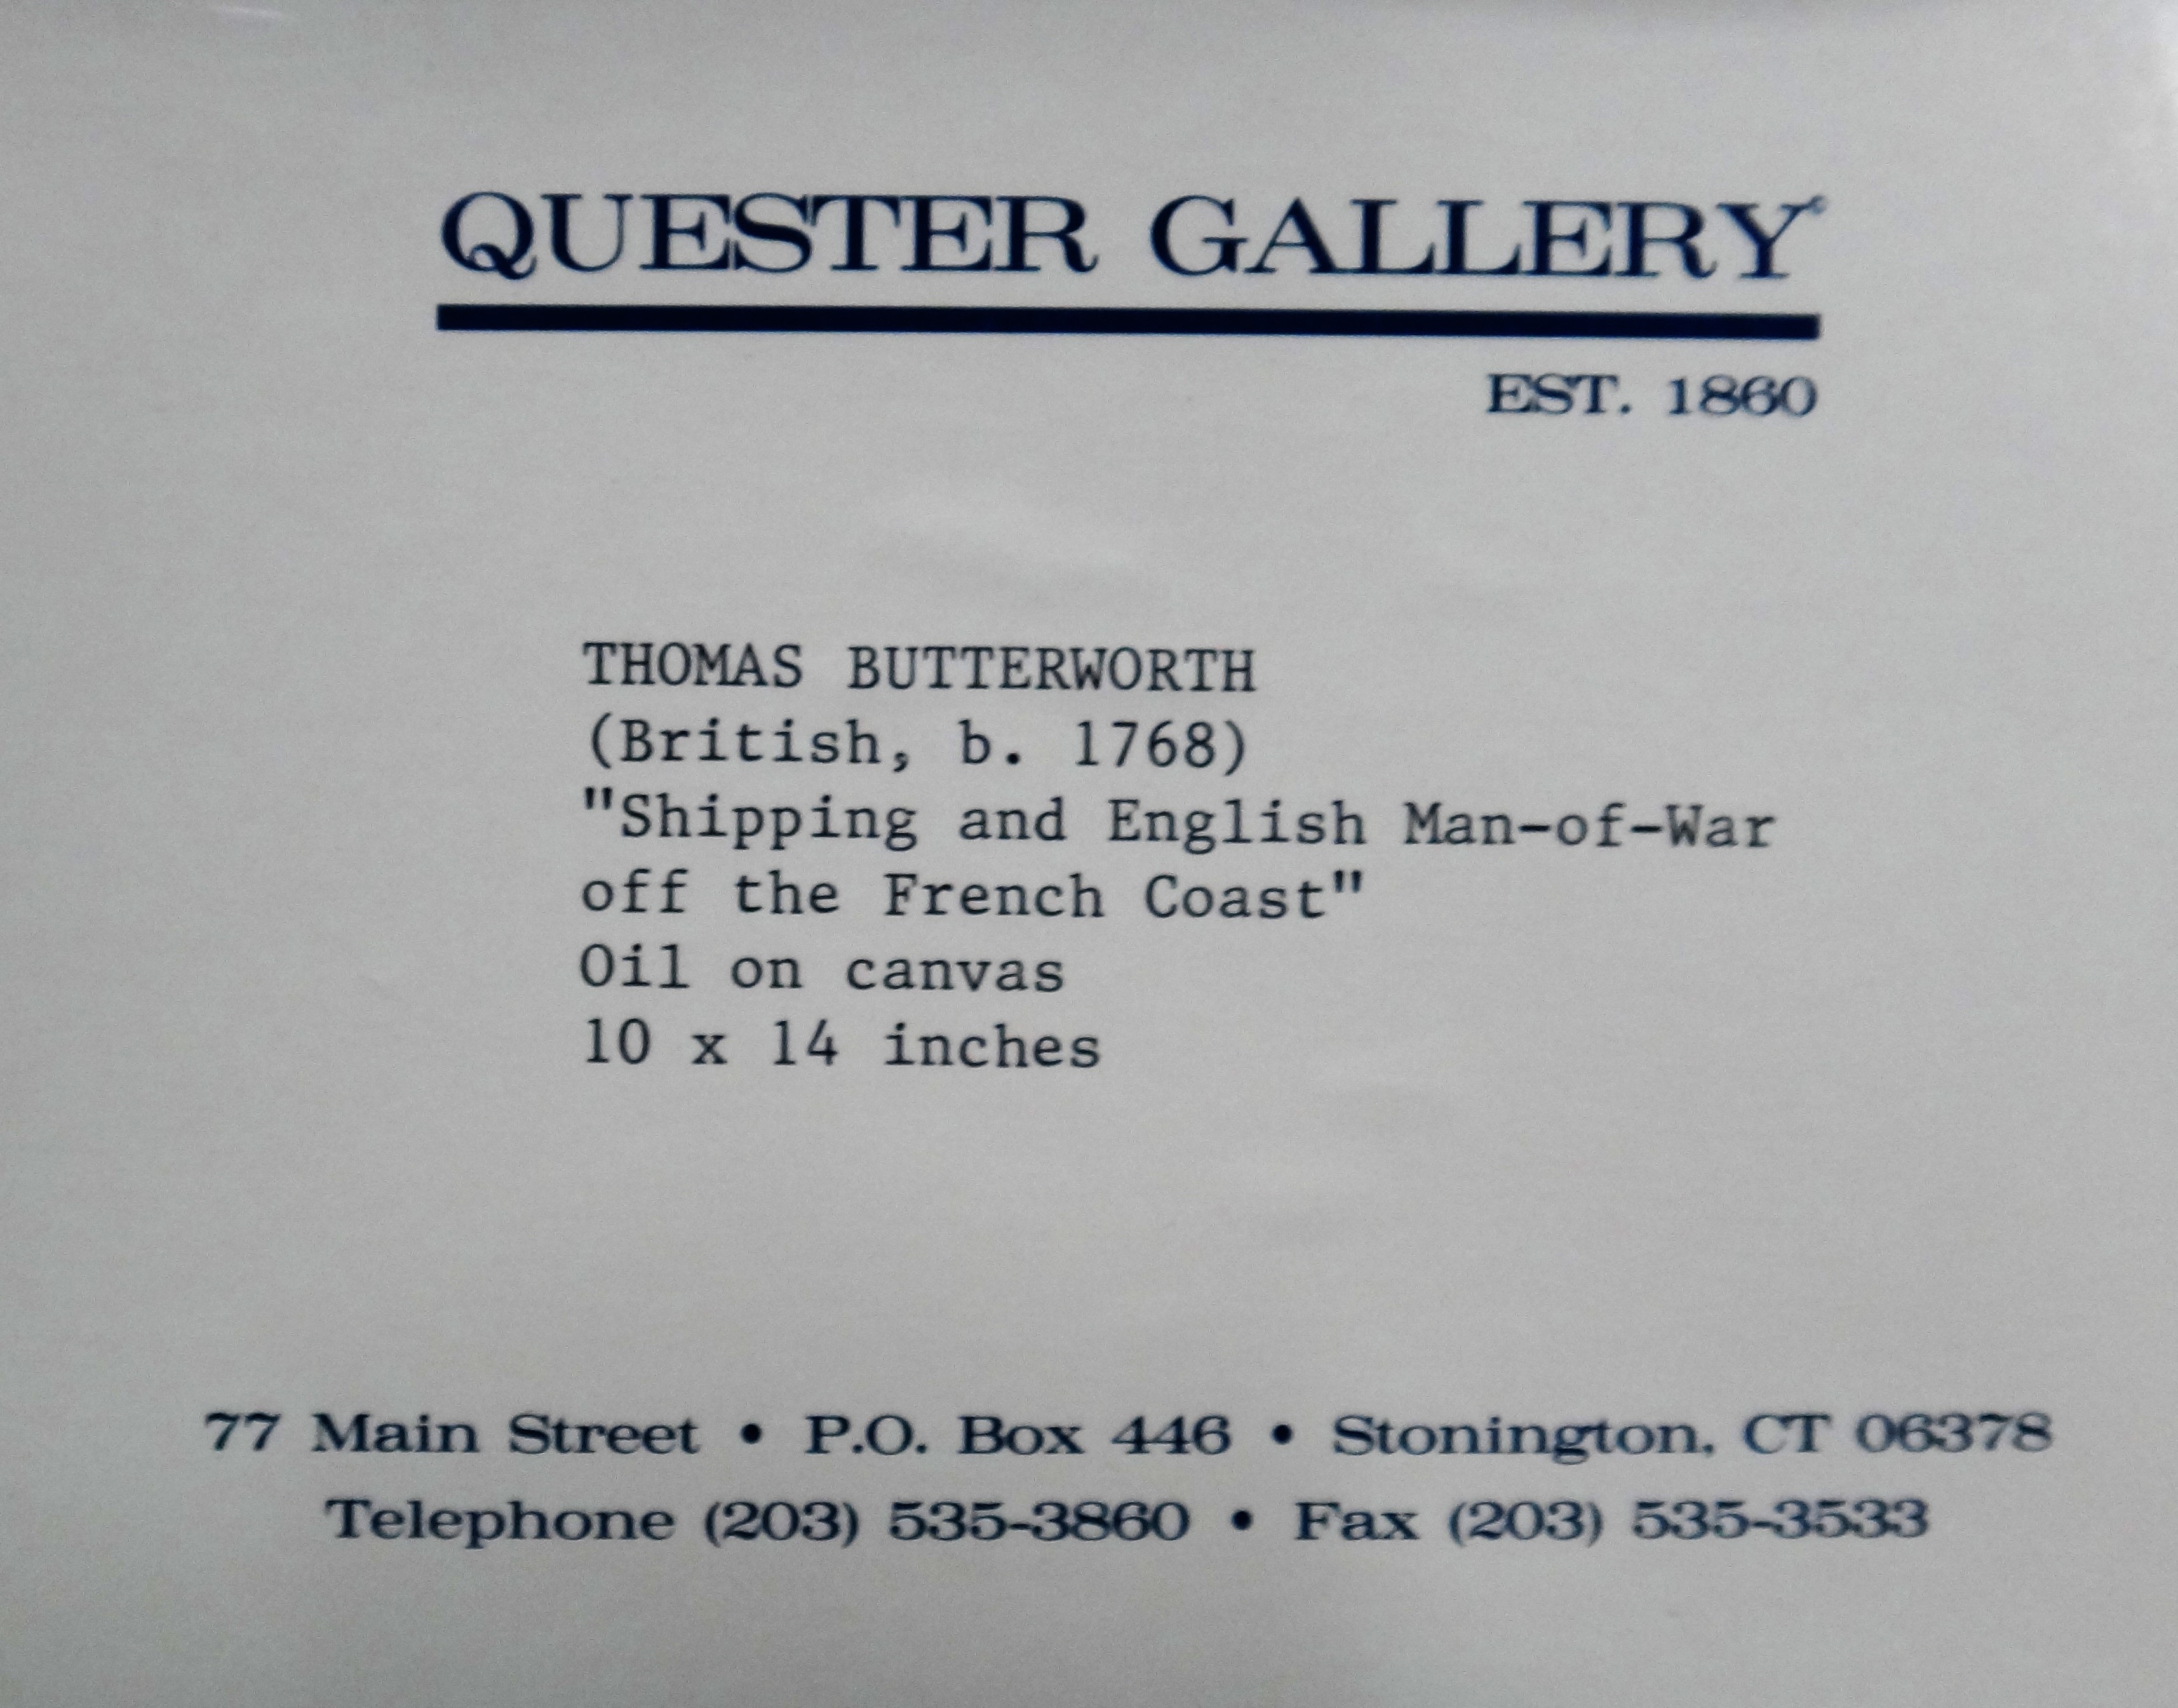 QUESTER GALLERY
EST. 1860
THOMAS BUTTERWORTH
(British, b. 1768)
"Shipping and English Man-of-War
off the French Coast"
Oil on canvas
10 x 14 inches
77 Main Street • P.O. Box 446 • Stonington, CT 06378
Telephone (203) 535-3860 • Fax (203) 535-3533